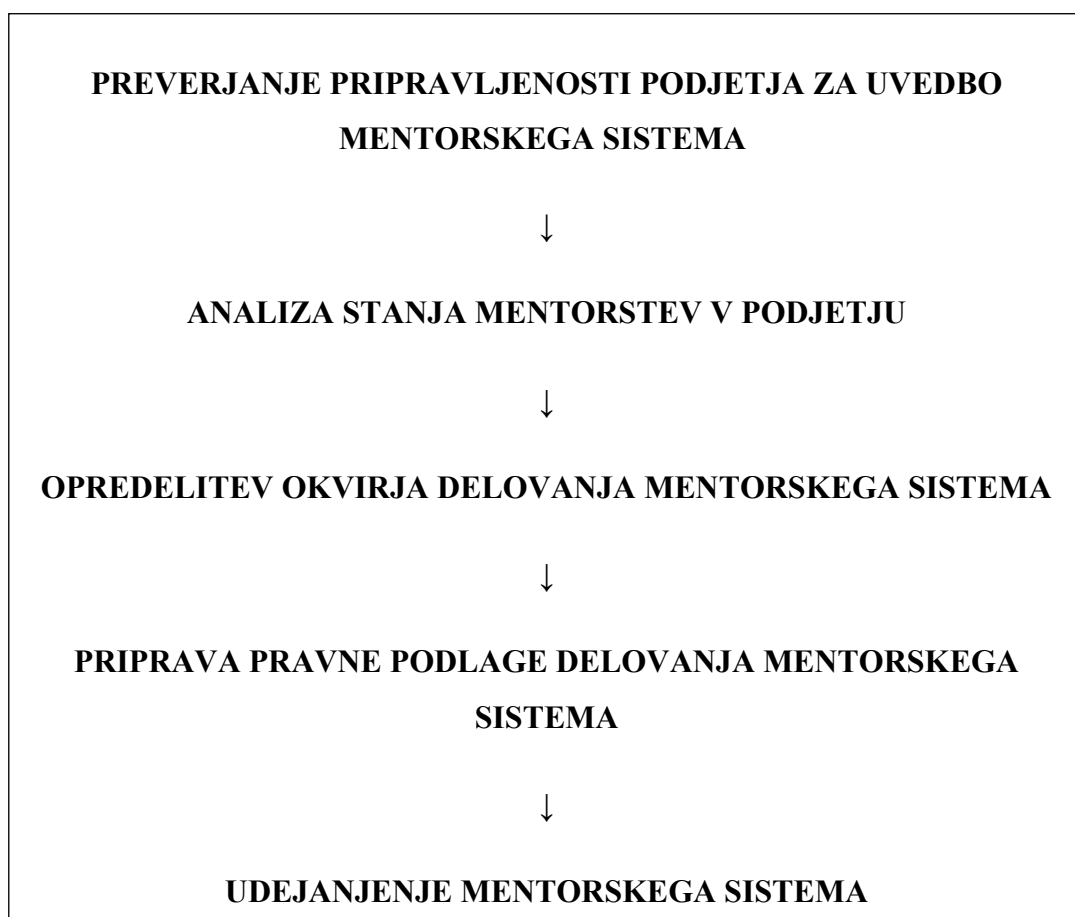 PREVERJANJE PRIPRAVLJENOSTI PODJETJA ZA UVEDBO
MENTORSKEGA SISTEMA
↓
ANALIZA STANJA MENTORSTEV V PODJETJU
↓
OPREDELITEV OKVIRJA DELOVANJA MENTORSKEGA SISTEMA
↓
PRIPRAVA PRAVNE PODLAGE DELOVANJA MENTORSKEGA
SISTEMA
↓
UDEJANJENJE MENTORSKEGA SISTEMA